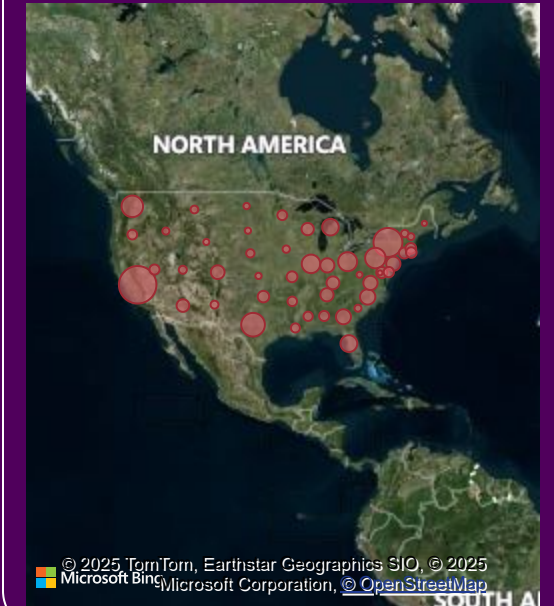 NORTH AMERICA
© 2025 TomTom, Earthstar Geographics SIO, © 2025
Microsoft Bing
Microsoft Corporation, © OpenStreetMap
SOUTH A